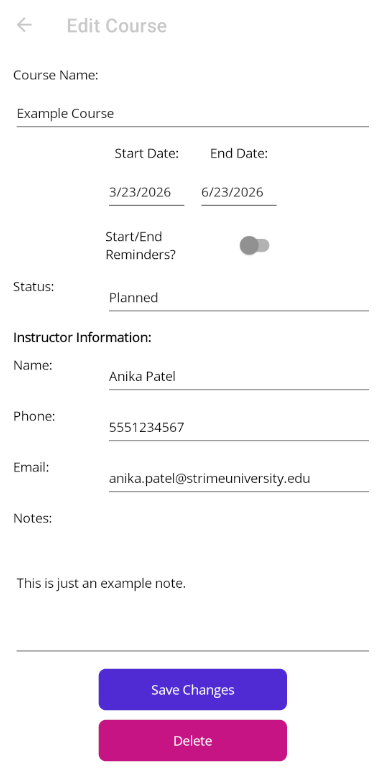 Edit Course
Course Name:
Example Course
Start Date: End Date:
3/23/2026 6/23/2026
Start/End
Reminders?
Status:
Planned
Instructor Information:
Name:
Anika Patel
Phone:
5551234567
Email:
anika.patel@strimeuniversity.edu
Notes:
This is just an example note.
Save Changes
Delete